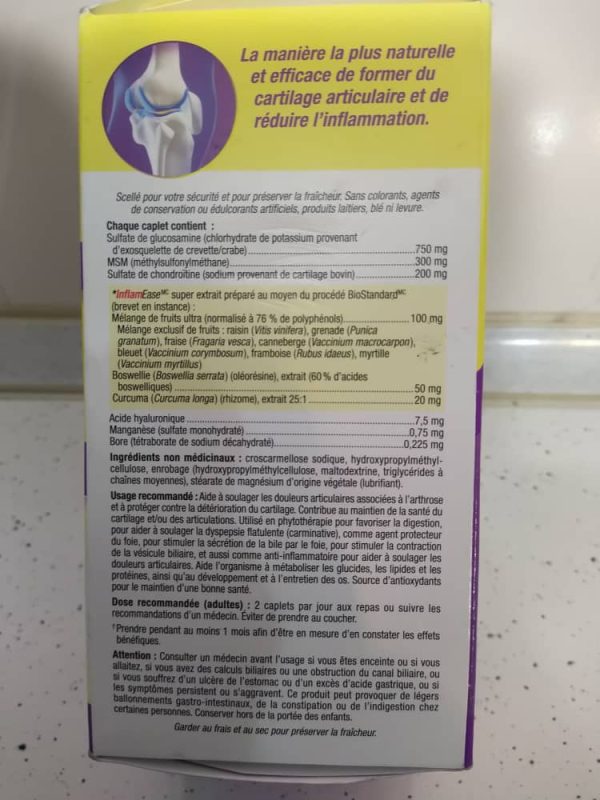 La manière la plus naturelle
et efficace de former du
cartilage articulaire et de
réduire l'inflammation.
Scellé pour votre sécurité et pour préserver la fraîcheur. Sans colorants, agents
de conservation ou édulcorants artificiels, produits laitiers, blé ni levure.
Chaque caplet contient :
Sulfate de glucosamine (chlorhydrate de potassium provenant
d'exosquelette de crevette/crabe)..........750 mg
MSM (méthylsulfonylméthane)..........300 mg
Sulfate de chondroïtine (sodium provenant de cartilage bovin)..........200 mg
*InflamEaseMC super extrait préparé au moyen du procédé BioStandardMC
(brevet en instance) :
Mélange de fruits ultra (normalisé à 76 % de polyphénols)..........100 mg
Mélange exclusif de fruits : raisin (Vitis vinifera), grenade (Punica
granatum), fraise (Fragaria vesca), canneberge (Vaccinium macrocarpon),
bleuet (Vaccinium corymbosum), framboise (Rubus idaeus), myrtille
(Vaccinium myrtillus)
Boswellie (Boswellia serrata) (oléorésine), extrait (60 % d'acides
boswelliques)..........50 mg
Curcuma (Curcuma longa) (rhizome), extrait 25:1..........20 mg
Acide hyaluronique..........7,5 mg
Manganèse (sulfate monohydraté)..........0,75 mg
Bore (tétraborate de sodium décahydraté)..........0,225 mg
Ingrédients non médicinaux : croscarmellose sodique, hydroxypropylméthyl-
cellulose, enrobage (hydroxypropylméthylcellulose, maltodextrine, triglycérides à
chaînes moyennes), stéarate de magnésium d'origine végétale (lubrifiant).
Usage recommandé : Aide à soulager les douleurs articulaires associées à l'arthrose
et à protéger contre la détérioration du cartilage. Contribue au maintien de la santé du
cartilage et/ou des articulations. Utilisé en phytothérapie pour favoriser la digestion,
pour aider à soulager la dyspepsie flatulente (carminative), comme agent protecteur
du foie, pour stimuler la sécrétion de la bile par le foie, pour stimuler la contraction
de la vésicule biliaire, et aussi comme anti-inflammatoire pour aider à soulager les
douleurs articulaires. Aide l'organisme à métaboliser les glucides, les lipides et les
protéines, ainsi qu'au développement et à l'entretien des os. Source d'antioxydants
pour le maintien d'une bonne santé.
Dose recommandée (adultes) : 2 caplets par jour aux repas ou suivre les
recommandations d'un médecin. Éviter de prendre au coucher.
†Prendre pendant au moins 1 mois afin d'être en mesure d'en constater les effets
bénéfiques.
Attention : Consulter un médecin avant l'usage si vous êtes enceinte ou si vous
allaitez, si vous avez des calculs biliaires ou une obstruction du canal biliaire, ou
si vous souffrez d'un ulcère de l'estomac ou d'un excès d'acide gastrique, ou si
les symptômes persistent ou s'aggravent. Ce produit peut provoquer de légers
ballonnements gastro-intestinaux, de la constipation ou de l'indigestion chez
certaines personnes. Conserver hors de la portée des enfants.
Garder au frais et au sec pour préserver la fraîcheur.